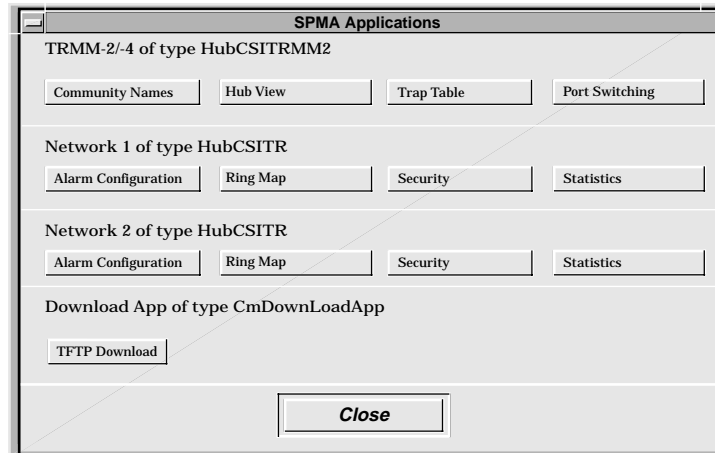 SPMA Applications
TRMM-2/-4 of type HubCSITRMM2
Community Names Hub View Trap Table Port Switching
Network 1 of type HubCSITR
Alarm Configuration Ring Map Security Statistics
Network 2 of type HubCSITR
Alarm Configuration Ring Map Security Statistics
Download App of type CmDownLoadApp
TFTP Download
Close